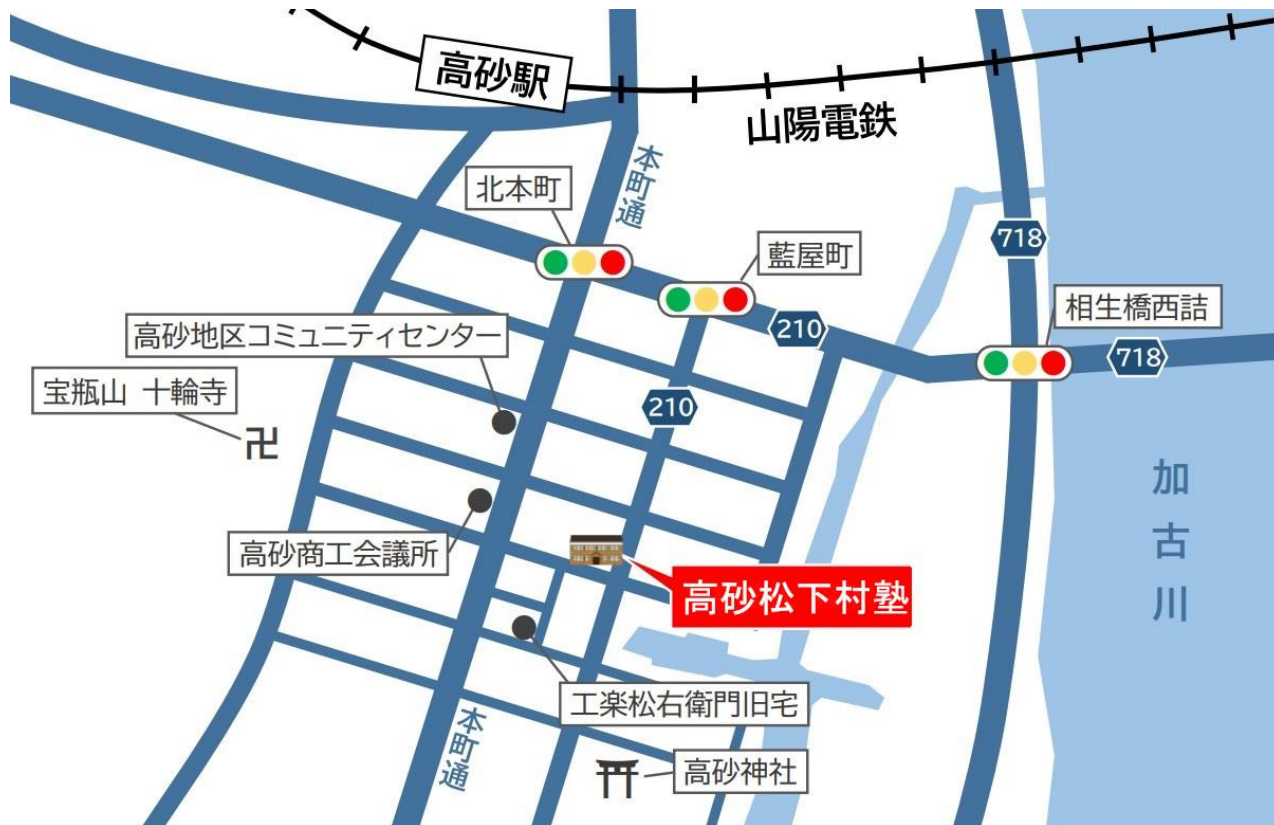 高砂駅
山陽電鉄
本町通
北本町
藍屋町
718
高砂地区コミュニティセンター
210
相生橋西詰
718
宝瓶山 十輪寺
210
卍
加古川
高砂商工会議所
高砂松下村塾
工楽松右衛門旧宅
本町通
高砂神社